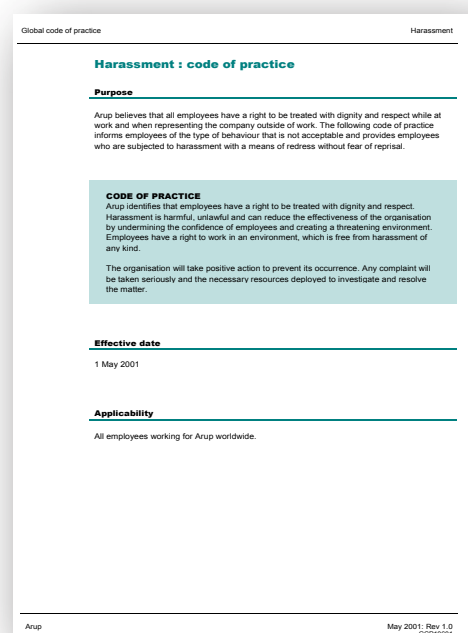 Global code of practice
Harassment
Harassment : code of practice
Purpose
Arup believes that all employees have a right to be treated with dignity and respect while at
work and when representing the company outside of work. The following code of practice
informs employees of the type of behaviour that is not acceptable and provides employees
who are subjected to harassment with a means of redress without fear of reprisal.
CODE OF PRACTICE
Arup identifies that employees have a right to be treated with dignity and respect.
Harassment is harmful, unlawful and can reduce the effectiveness of the organisation
by undermining the confidence of employees and creating a threatening environment.
Employees have a right to work in an environment, which is free from harassment of
any kind.
The organisation will take positive action to prevent its occurrence. Any complaint will
be taken seriously and the necessary resources deployed to investigate and resolve
the matter.
Effective date
1 May 2001
Applicability
All employees working for Arup worldwide.
Arup
May 2001: Rev 1.0